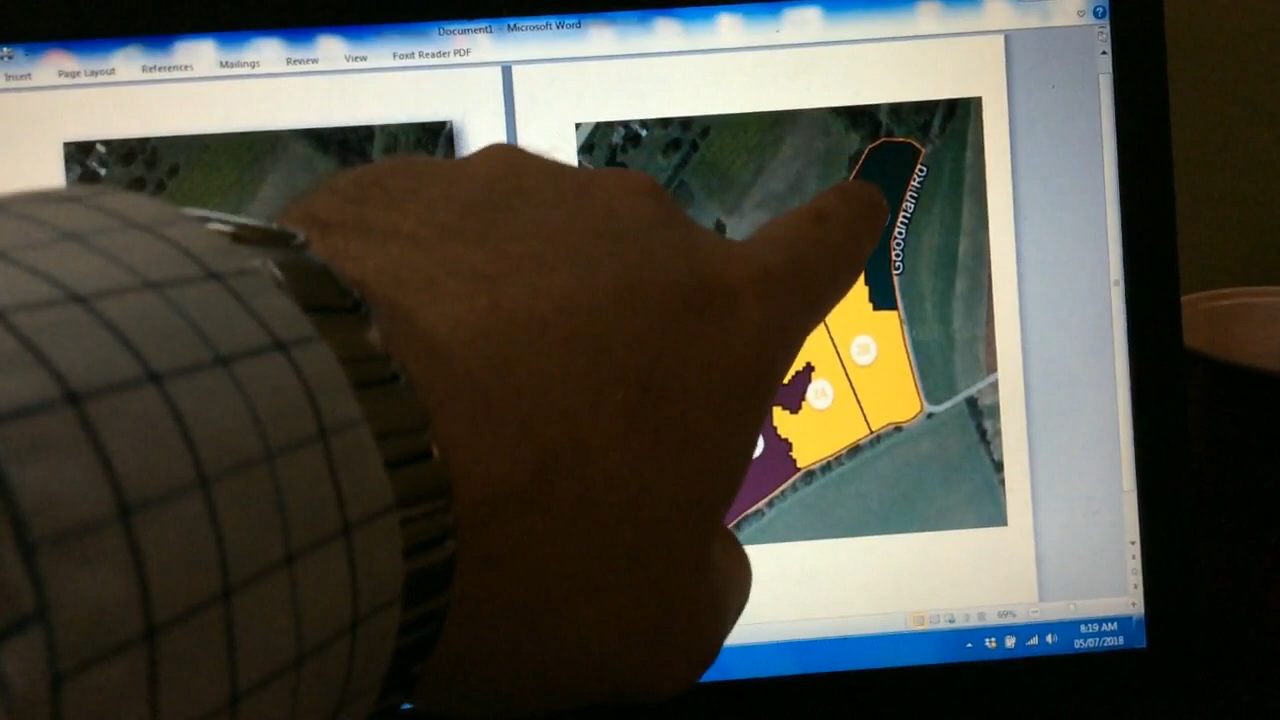 Document1 - Microsoft Word
Insert Page Layout References Mailings Review View Foxit Reader PDF
Goodman Rd
69%
8:19 AM
05/07/2018